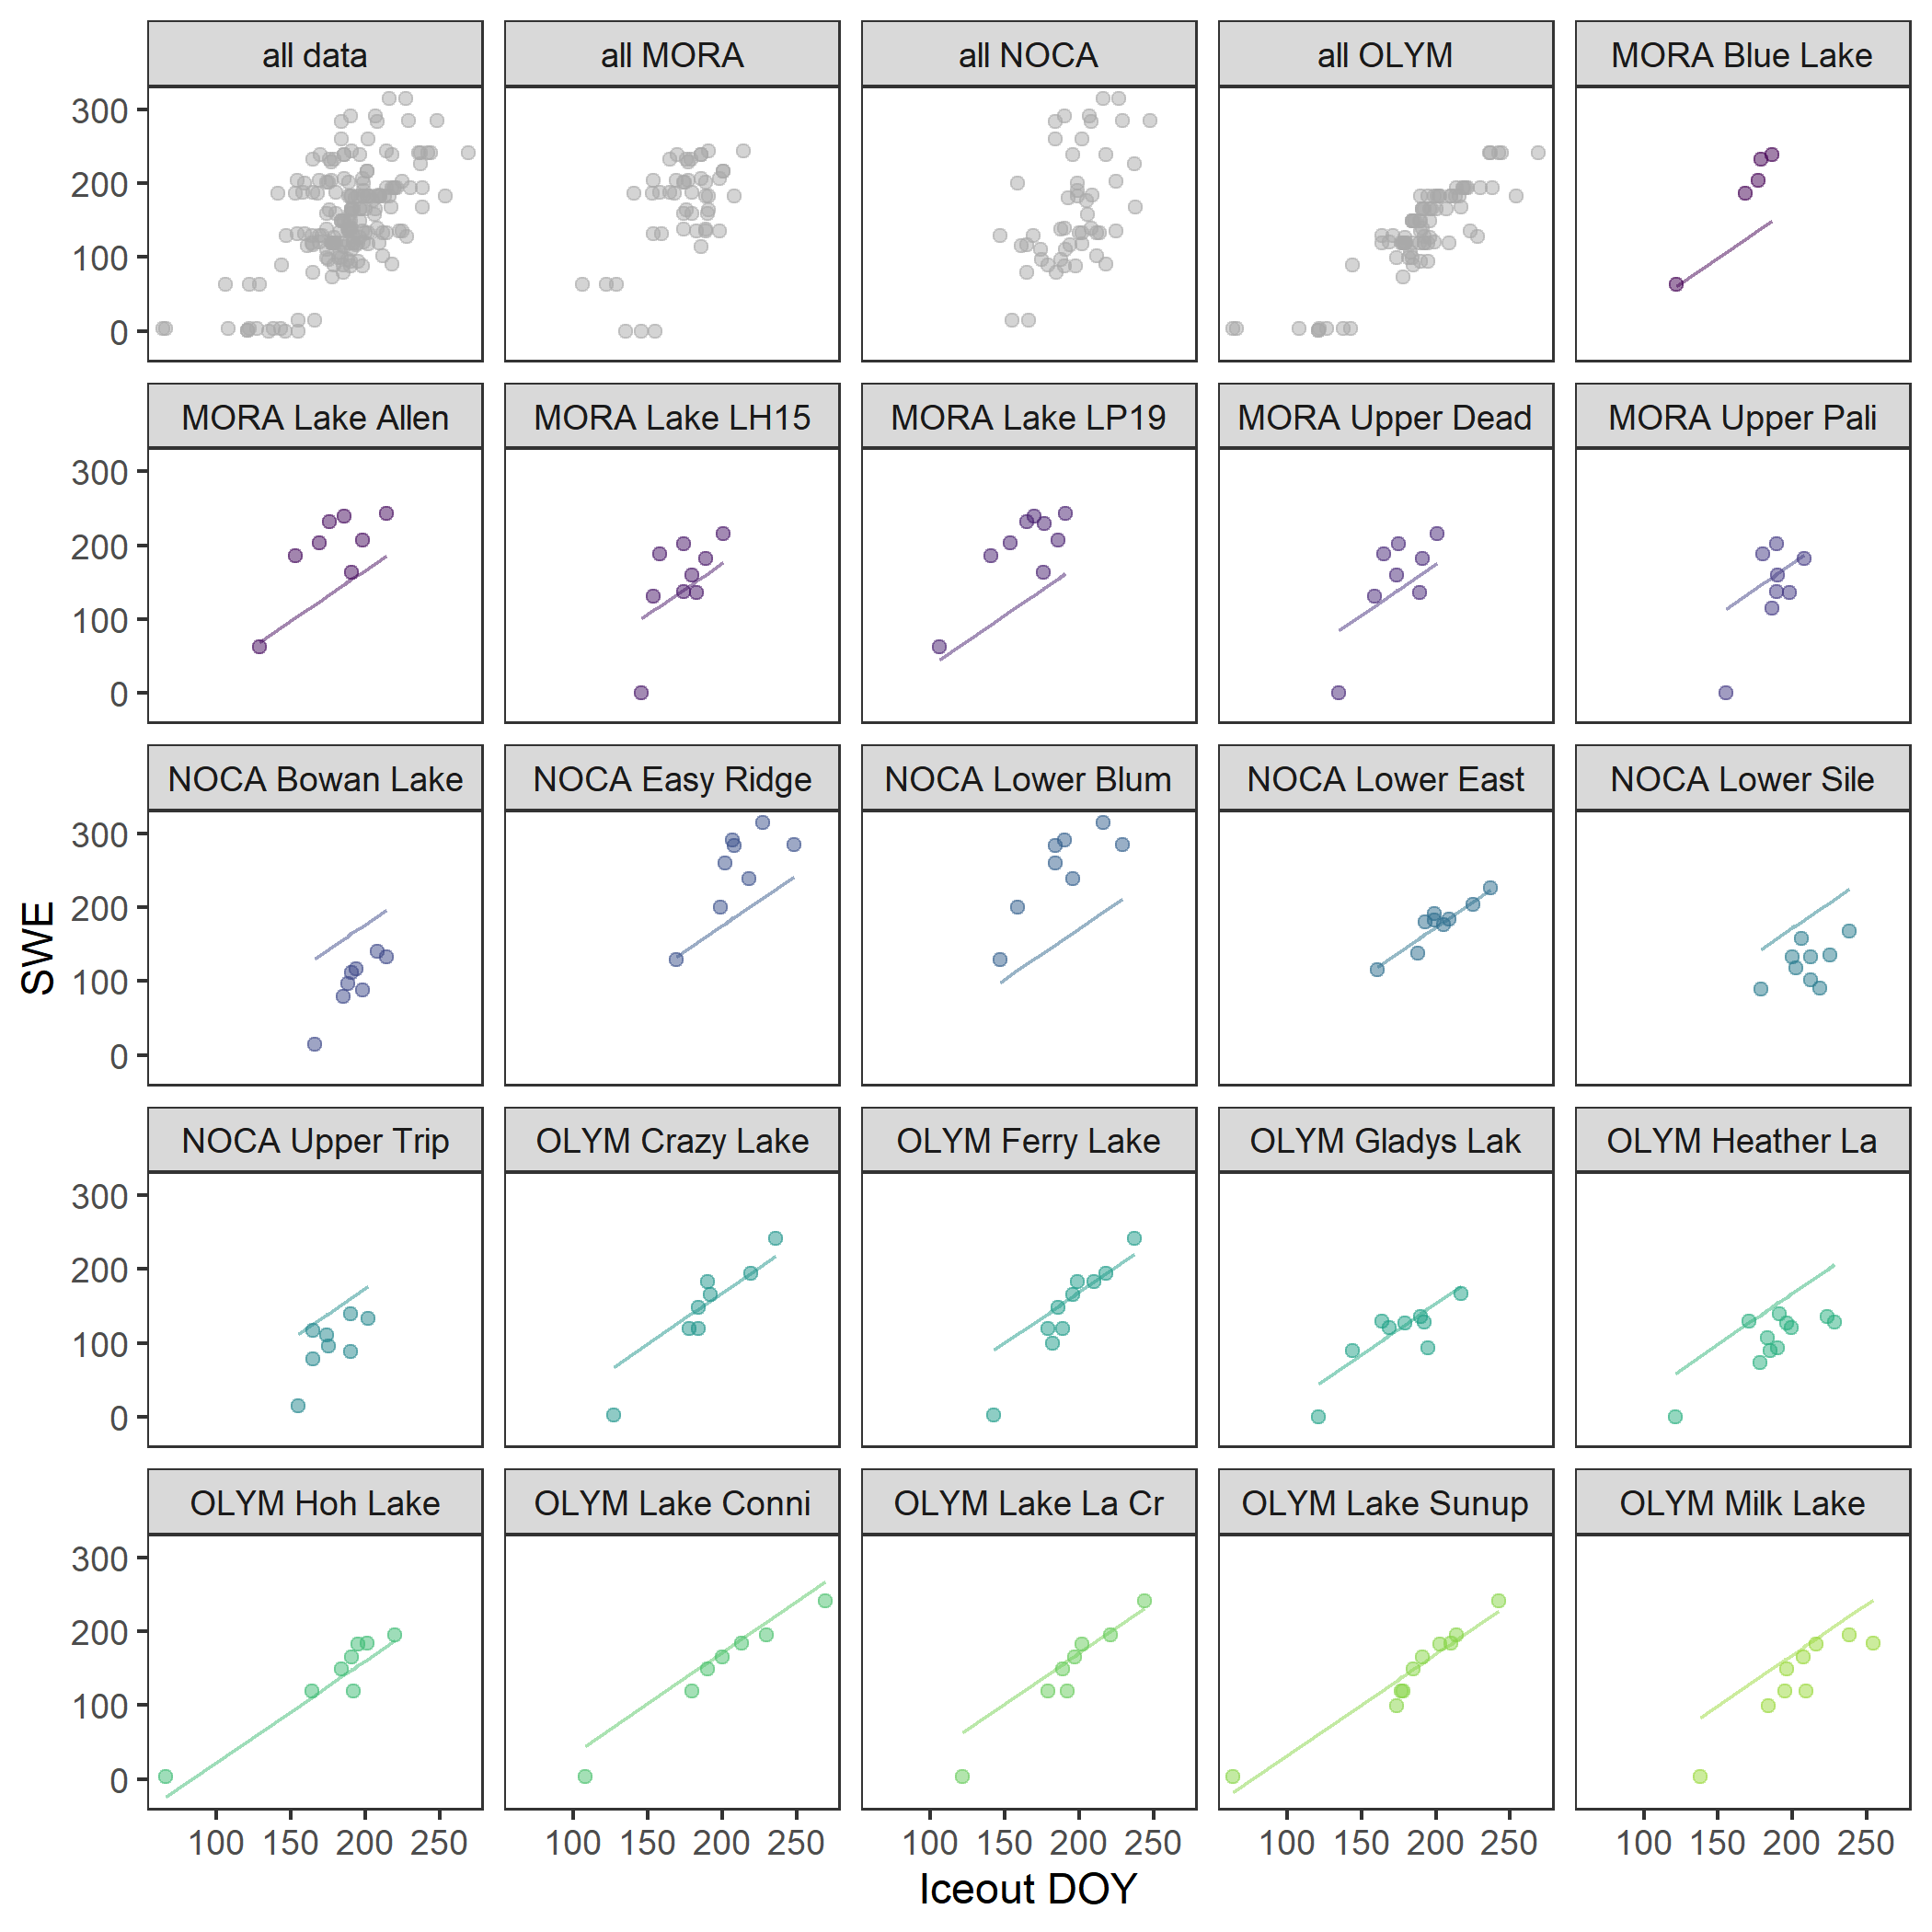 all data
all MORA
all NOCA
all OLYM
MORA Blue Lake
300
200
100
0
MORA Lake Allen
MORA Lake LH15
MORA Lake LP19
MORA Upper Dead
MORA Upper Pali
300
200
100
0
NOCA Bowan Lake
NOCA Easy Ridge
NOCA Lower Blum
NOCA Lower East
NOCA Lower Sile
300
200
100
0
SWE
NOCA Upper Trip
OLYM Crazy Lake
OLYM Ferry Lake
OLYM Gladys Lak
OLYM Heather La
300
200
100
0
OLYM Hoh Lake
OLYM Lake Conni
OLYM Lake La Cr
OLYM Lake Sunup
OLYM Milk Lake
300
200
100
0
100 150 200 250
100 150 200 250
100 150 200 250
100 150 200 250
100 150 200 250
Iceout DOY